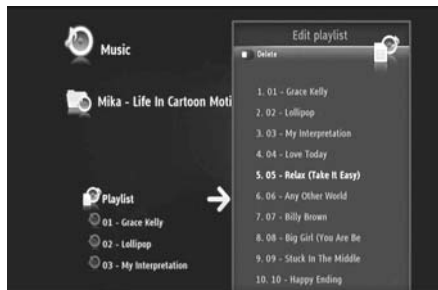 Music
Mika - Life In Cartoon Moti
Playlist
01 - Grace Kelly
02 - Lollipop
03 - My Interpretation
Edit playlist
Delete
1. 01 - Grace Kelly
2. 02 - Lollipop
3. 03 - My Interpretation
4. 04 - Love Today
5. 05 - Relax (Take It Easy)
6. 06 - Any Other World
7. 07 - Billy Brown
8. 08 - Big Girl (You Are Be
9. 09 - Stuck In The Middle
10. 10 - Happy Ending